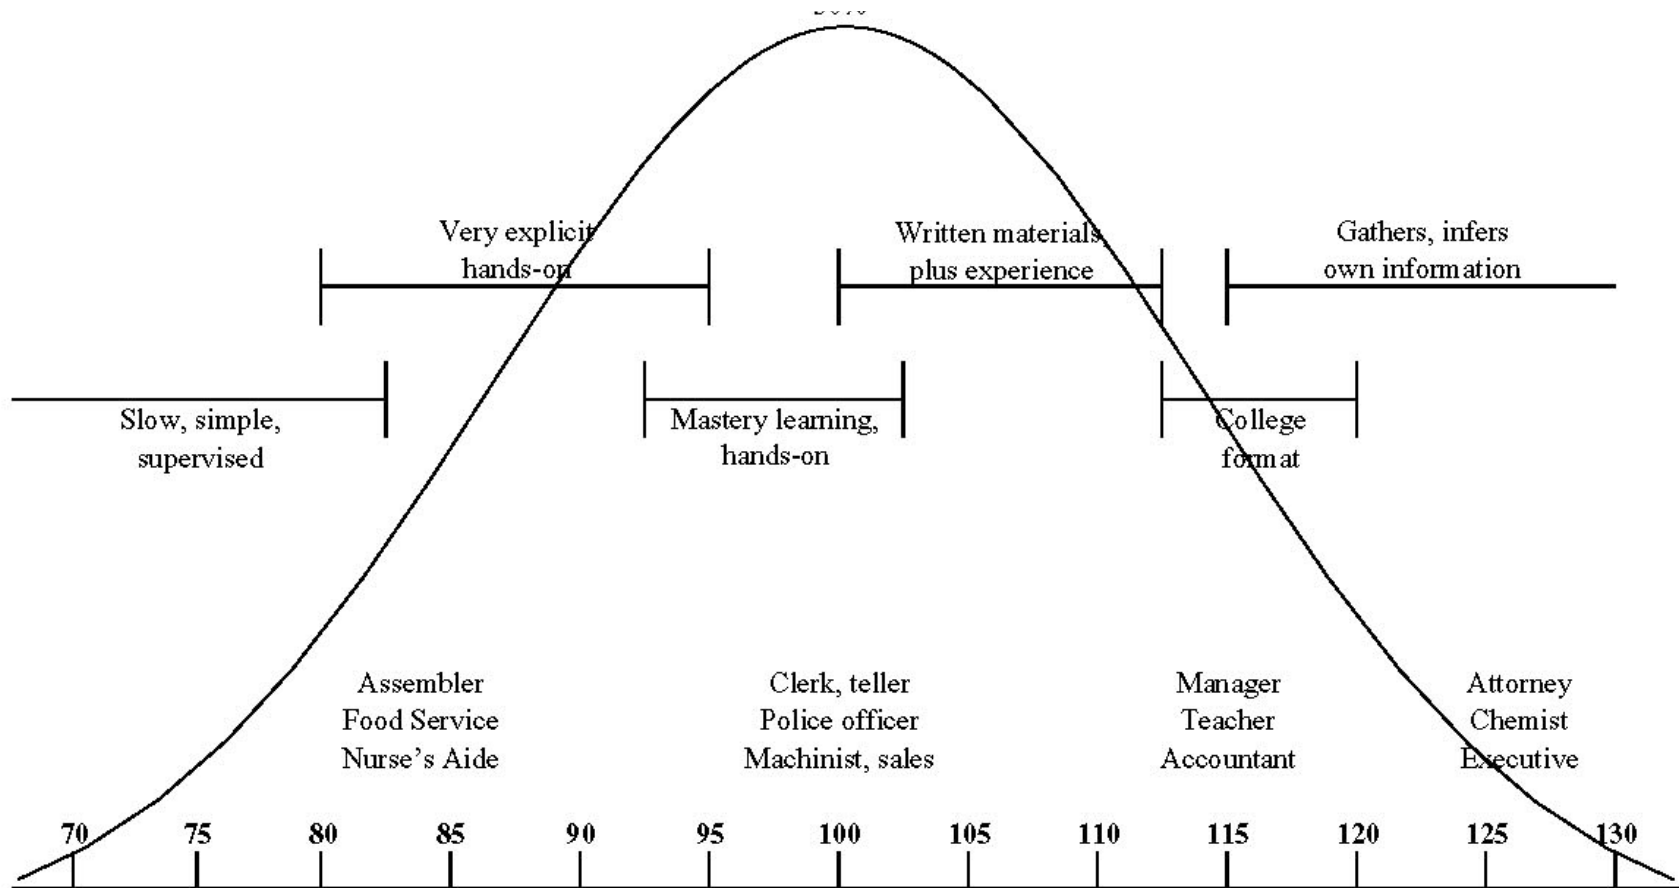 Very explicit
hands-on
Written materials,
plus experience
Gathers, infers
own information
Slow, simple,
supervised
Mastery learning,
hands-on
College
format
Assembler
Food Service
Nurse's Aide
Clerk, teller
Police officer
Machinist, sales
Manager
Teacher
Accountant
Attorney
Chemist
Executive
70 75 80 85 90 95 100 105 110 115 120 125 130